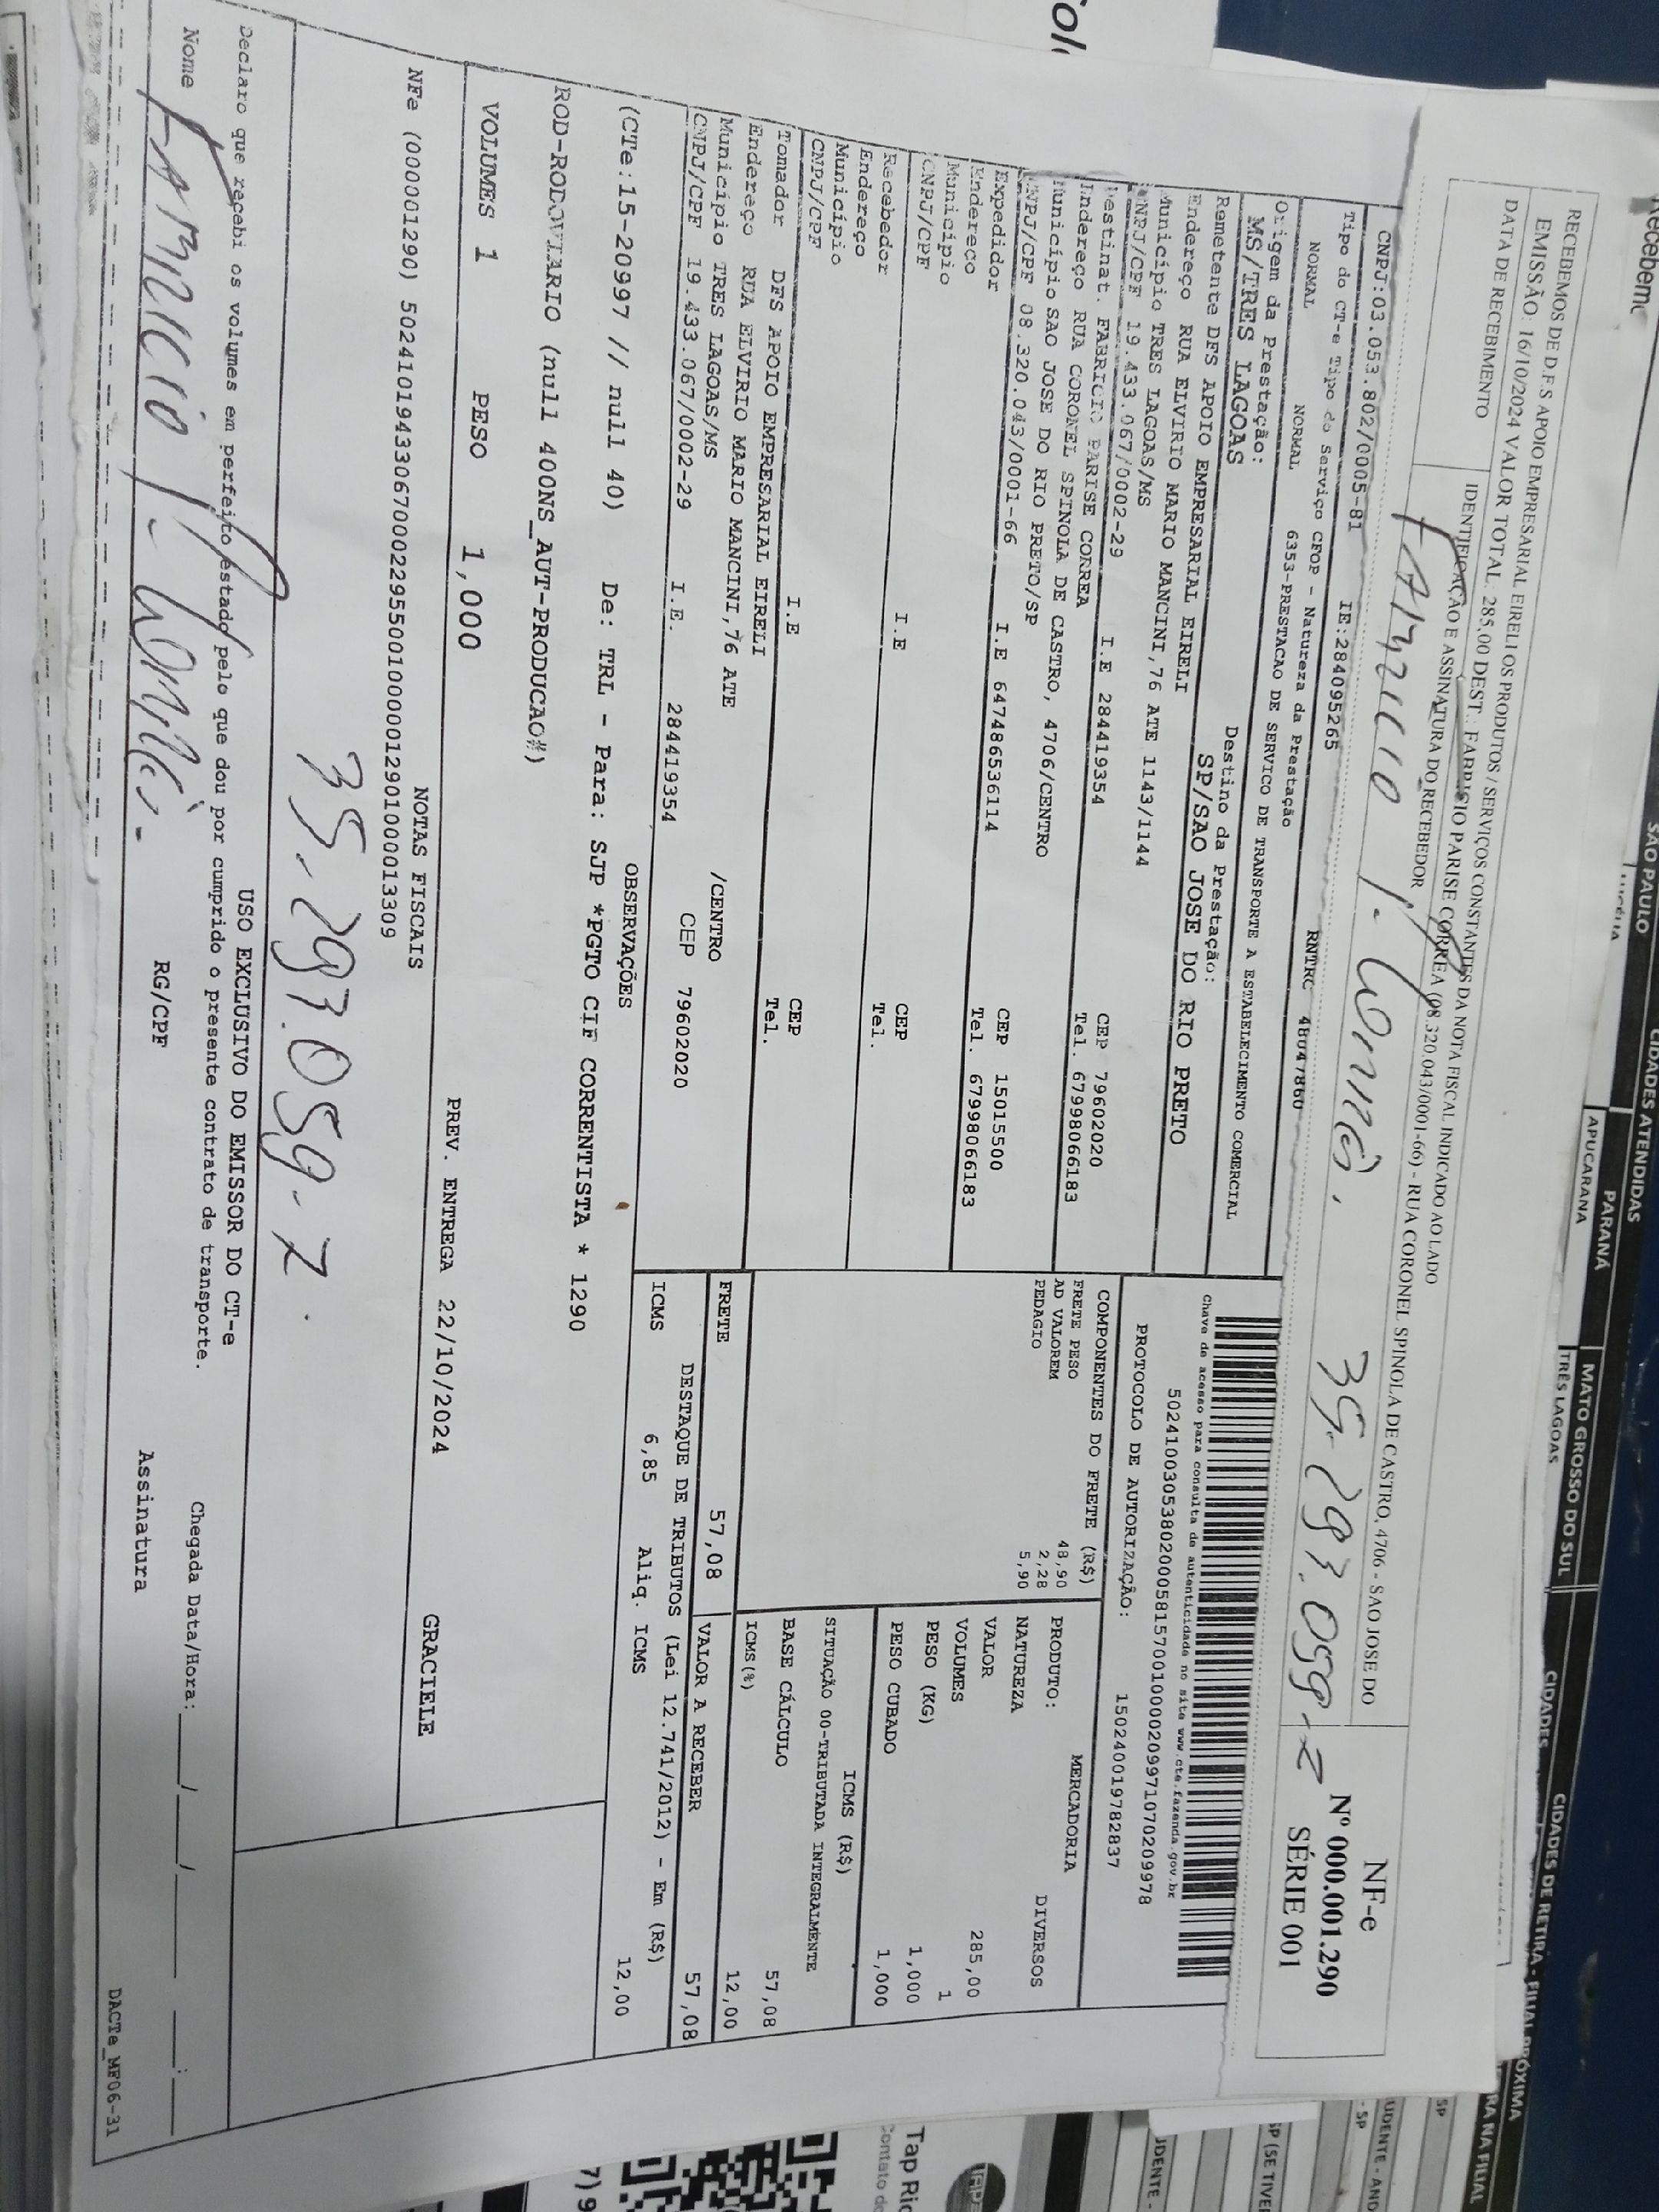 RECEBEMOS DE D.F.S APOIO EMPRESARIAL EIRELI OS PRODUTOS / SERVIÇOS CONSTANTES DA NOTA FISCAL INDICADO AO LADO
EMISSÃO: 16/10/2024 VALOR TOTAL: 285,00 DEST.: FABRISIO PARISE CORREA (08.320.043/0001-66) - RUA CORONEL SPINOLA DE CASTRO, 4706 - SAO JOSE DO
DATA DE RECEBIMENTO
IDENTIFICAÇÃO E ASSINATURA DO RECEBEDOR
35.293.059-7
NF-e
Nº 000.001.290
SÉRIE 001
CNPJ:03.053.802/0005-81 IE:284095265 RNTRC 48047860
Tipo do CT-e Tipo do Serviço CFOP - Natureza da Prestação
NORMAL NORMAL 6353-PRESTACAO DE SERVICO DE TRANSPORTE A ESTABELECIMENTO COMERCIAL
Origem da Prestação: Destino da Prestação:
MS/TRES LAGOAS SP/SAO JOSE DO RIO PRETO
Remetente DFS APOIO EMPRESARIAL EIRELI
Endereço RUA ELVIRIO MARIO MANCINI,76 ATE 1143/1144
Município TRES LAGOAS/MS CEP 79602020
CNPJ/CPF 19.433.067/0002-29 I.E 284419354 Tel. 67998066183
Destinat. FABRICIO PARISE CORREA
Endereço RUA CORONEL SPINOLA DE CASTRO, 4706/CENTRO
Município SAO JOSE DO RIO PRETO/SP CEP 15015500
CNPJ/CPF 08.320.043/0001-66 I.E 647486536114 Tel. 67998066183
Expedidor
Endereço
Município CEP
CNPJ/CPF I.E Tel.
Recebedor
Endereço
Município CEP
CNPJ/CPF I.E Tel.
Tomador DFS APOIO EMPRESARIAL EIRELI
Endereço RUA ELVIRIO MARIO MANCINI,76 ATE /CENTRO
Município TRES LAGOAS/MS CEP 79602020
CNPJ/CPF 19.433.067/0002-29 I.E. 284419354
Chave de acesso para consulta de autenticidade no site www.cte.fazenda.gov.br
50241003053802000581570010000209971070209978
PROTOCOLO DE AUTORIZAÇÃO: 150240019782837
COMPONENTES DO FRETE (R$)
FRETE PESO 48,90
AD VALOREM 2,28
PEDAGIO 5,90
MERCADORIA
PRODUTO: DIVERSOS
NATUREZA
VALOR 285,00
VOLUMES 1
PESO (KG) 1,000
PESO CUBADO 1,000
ICMS (R$)
SITUAÇÃO 00-TRIBUTADA INTEGRALMENTE
BASE CÁLCULO 57,08
ICMS(%) 12,00
FRETE 57,08 VALOR A RECEBER 57,08
DESTAQUE DE TRIBUTOS (Lei 12.741/2012) - Em (R$)
ICMS 6,85 Aliq. ICMS 12,00
OBSERVAÇÕES
(CTe:15-20997 // null 40) De: TRL - Para: SJP *PGTO CIF CORRENTISTA * 1290
ROD-RODOVIARIO (null 400NS_AUT-PRODUCAO#)
VOLUMES 1 PESO 1,000 PREV. ENTREGA 22/10/2024 GRACIELE
NOTAS FISCAIS
NFe (000001290) 50241019433067000229550010000012901000013309
35.293.059-7.
USO EXCLUSIVO DO EMISSOR DO CT-e
Declaro que recebi os volumes em perfeito estado pelo que dou por cumprido o presente contrato de transporte.
Chegada Data/Hora: / / :
Nome RG/CPF Assinatura
DACTe_MF06-31
SÃO PAULO
CIDADES ATENDIDAS
PARANÁ
APUCARANA
MATO GROSSO DO SUL
TRÊS LAGOAS
CIDADES DE RETIRA - FILIAL PRÓXIMA
CIDADES
Tap Ric